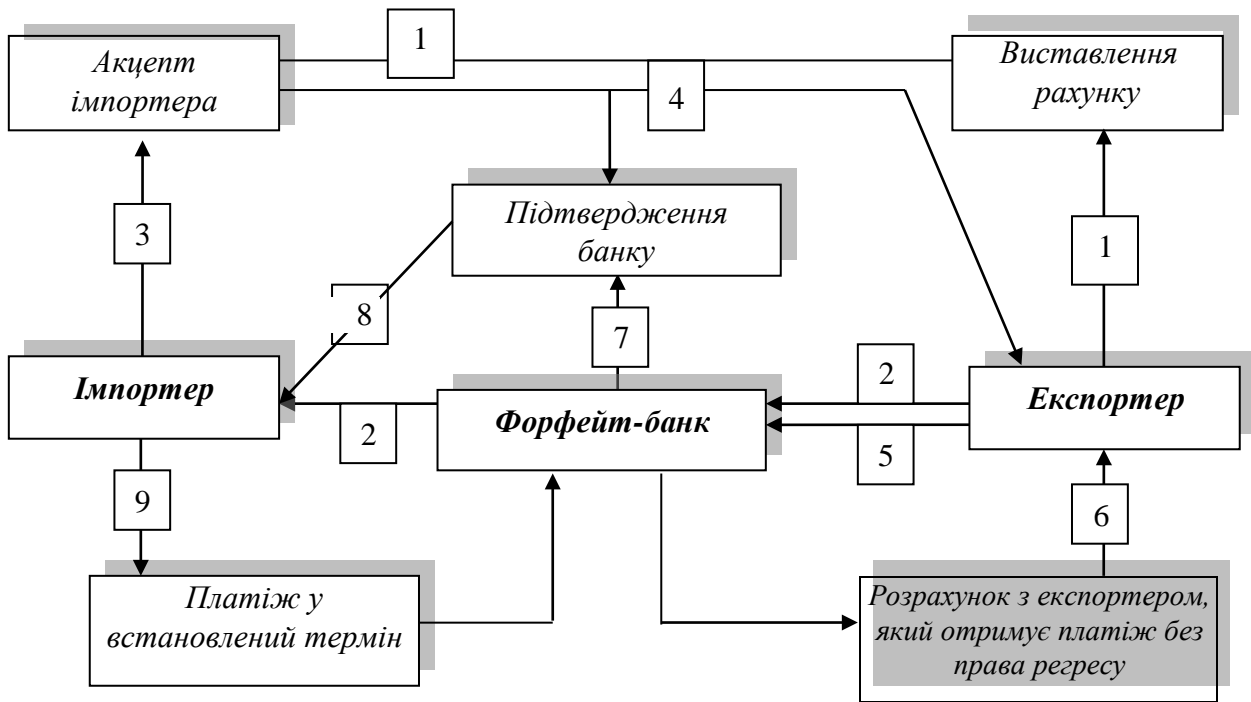 1
Акцепт
імпортера
Виставлення
рахунку
4
Підтвердження
банку
3
1
8
7
Імпортер
2
Експортер
Форфейт-банк
2
5
9
6
Платіж у
встановлений термін
Розрахунок з експортером,
який отримує платіж без
права регресу